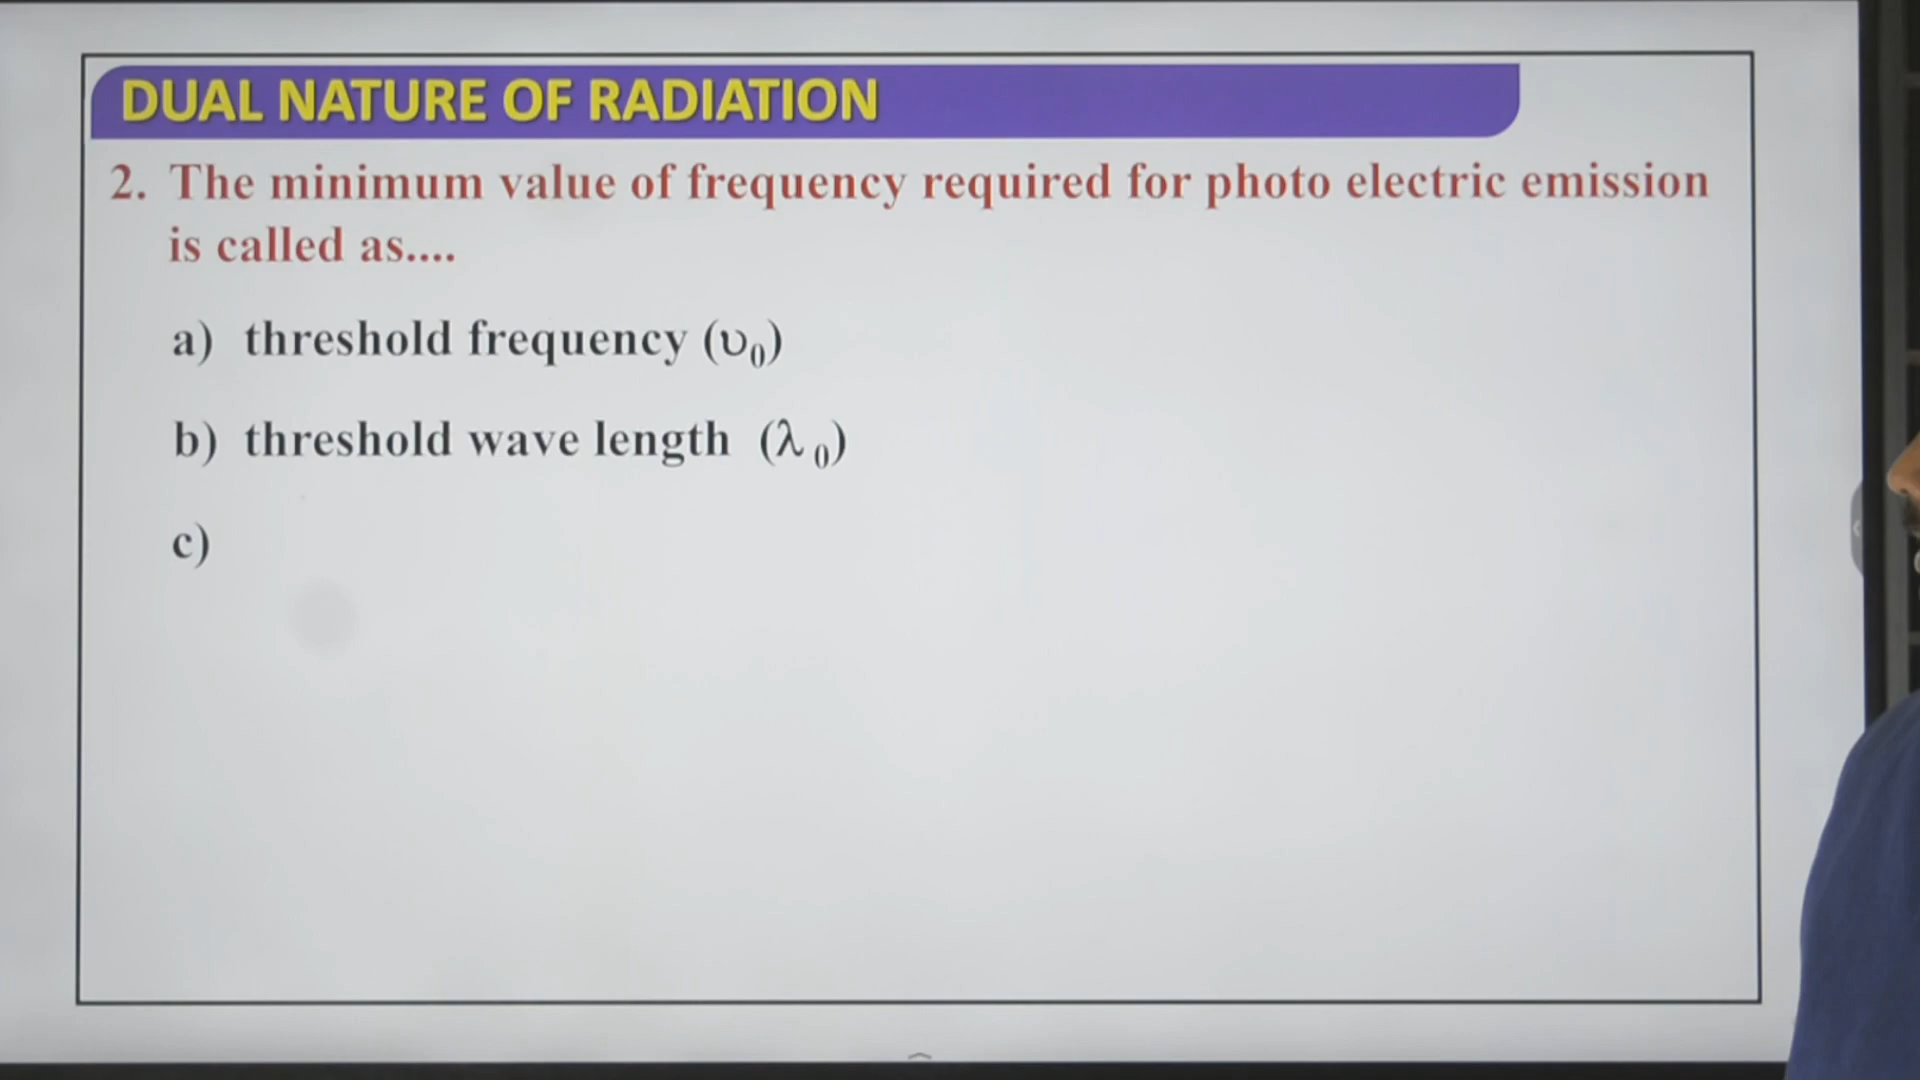 DUAL NATURE OF RADIATION
2. The minimum value of frequency required for photo electric emission
is called as....
a) threshold frequency (υ₀)
b) threshold wave length (λ₀)
c)